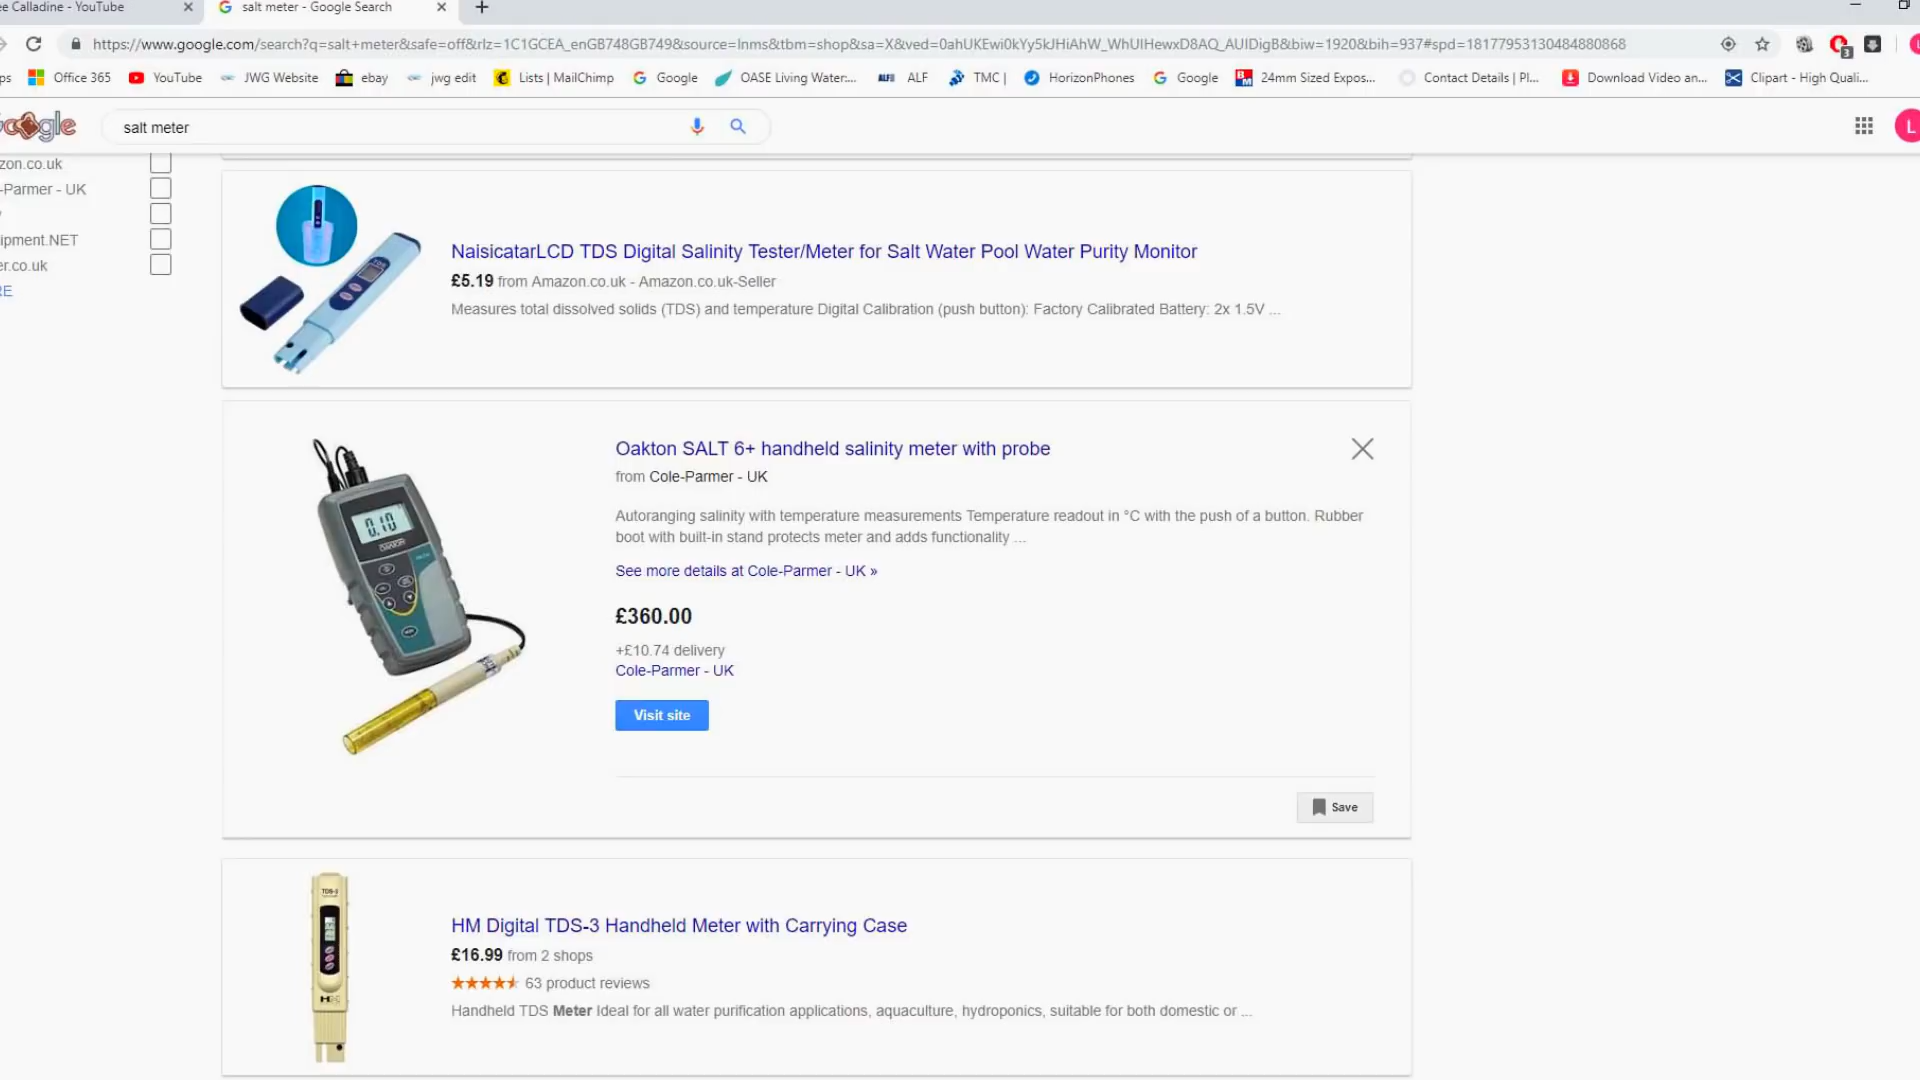 ee Calladine - YouTube
salt meter - Google Search
https://www.google.com/search?q=salt+meter&safe=off&rlz=1C1GCEA_enGB748GB749&source=lnms&tbm=shop&sa=X&ved=0ahUKEwi0kYy5kJHiAhW_WhUIHewxD8AQ_AUIDigB&biw=1920&bih=937#spd=18177953130484880868
ps Office 365 YouTube JWG Website ebay jwg edit Lists | MailChimp Google OASE Living Water:... ALF ALF TMC | HorizonPhones Google 24mm Sized Expos... Contact Details | Pl... Download Video an... Clipart - High Quali...
Google
salt meter
L
zon.co.uk
-Parmer - UK
ipment.NET
er.co.uk
RE
NaisicatarLCD TDS Digital Salinity Tester/Meter for Salt Water Pool Water Purity Monitor
£5.19 from Amazon.co.uk - Amazon.co.uk-Seller
Measures total dissolved solids (TDS) and temperature Digital Calibration (push button): Factory Calibrated Battery: 2x 1.5V ...
Oakton SALT 6+ handheld salinity meter with probe
from Cole-Parmer - UK
Autoranging salinity with temperature measurements Temperature readout in °C with the push of a button. Rubber
boot with built-in stand protects meter and adds functionality ...
See more details at Cole-Parmer - UK »
£360.00
+£10.74 delivery
Cole-Parmer - UK
Visit site
Save
0.10
OAKTON
TDS-3
HM Digital TDS-3 Handheld Meter with Carrying Case
£16.99 from 2 shops
63 product reviews
Handheld TDS Meter Ideal for all water purification applications, aquaculture, hydroponics, suitable for both domestic or ...